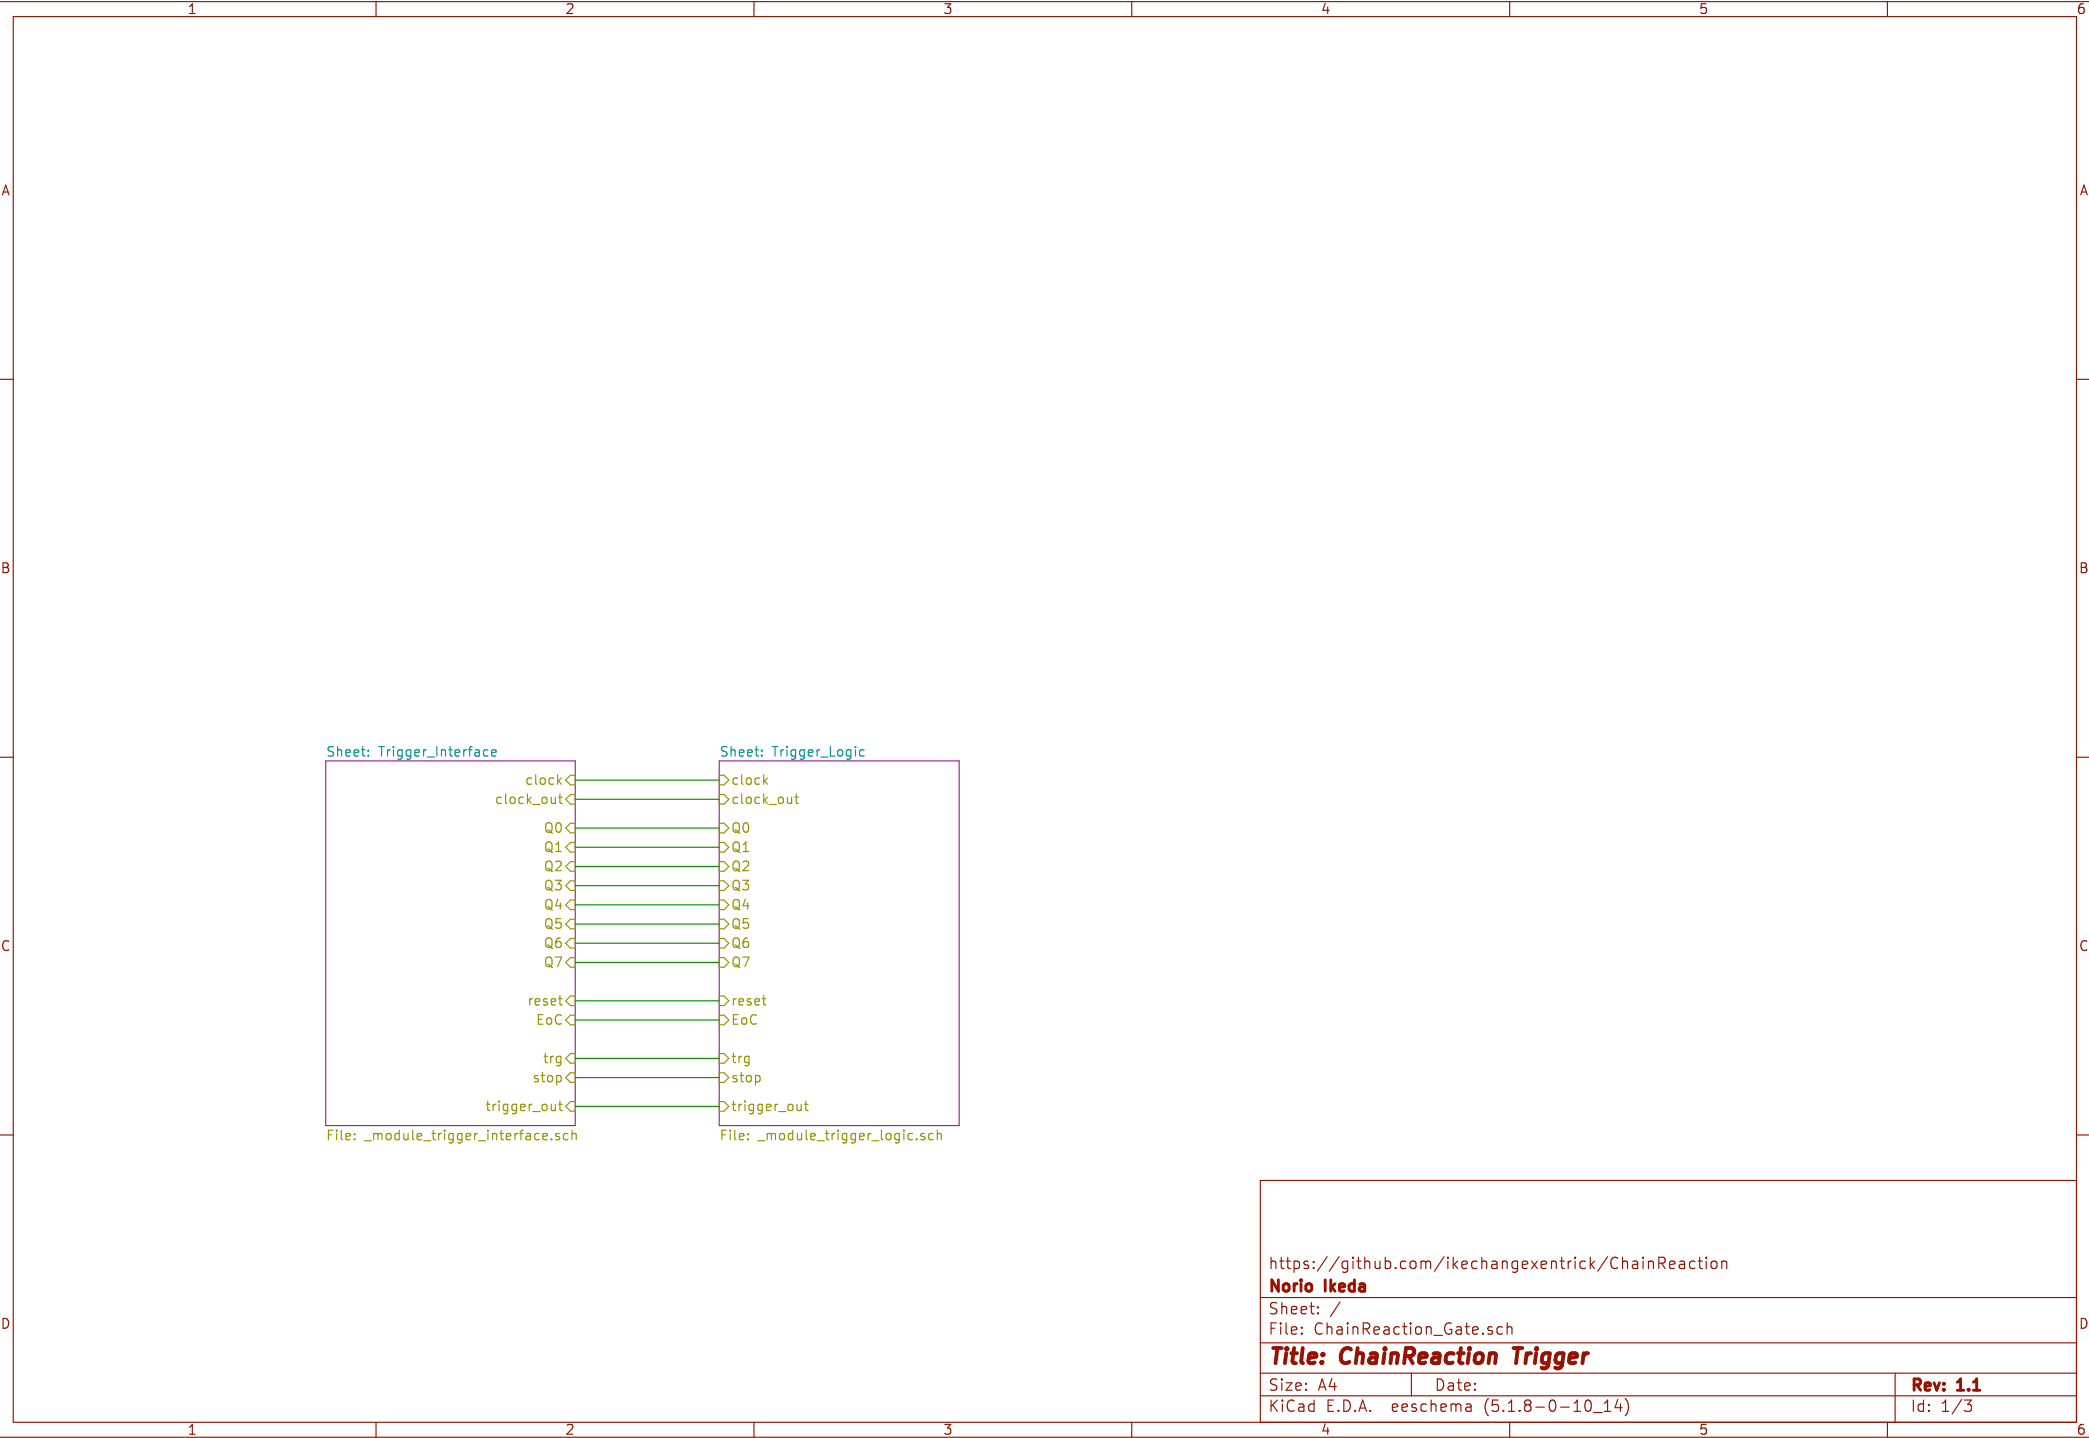 1 2 3 4 5 6
A A
B B
Sheet: Trigger_Interface Sheet: Trigger_Logic
clock clock
clock_out clock_out
Q0 Q0
Q1 Q1
Q2 Q2
Q3 Q3
Q4 Q4
Q5 Q5
Q6 Q6
C C
Q7 Q7
reset reset
EoC EoC
trg trg
stop stop
trigger_out trigger_out
File: _module_trigger_interface.sch File: _module_trigger_logic.sch
https://github.com/ikechangexentrick/ChainReaction
Norio Ikeda
Sheet: /
File: ChainReaction_Gate.sch
D D
Title: ChainReaction Trigger
Size: A4 Date: Rev: 1.1
KiCad E.D.A. eeschema (5.1.8-0-10_14) Id: 1/3
1 2 3 4 5 6